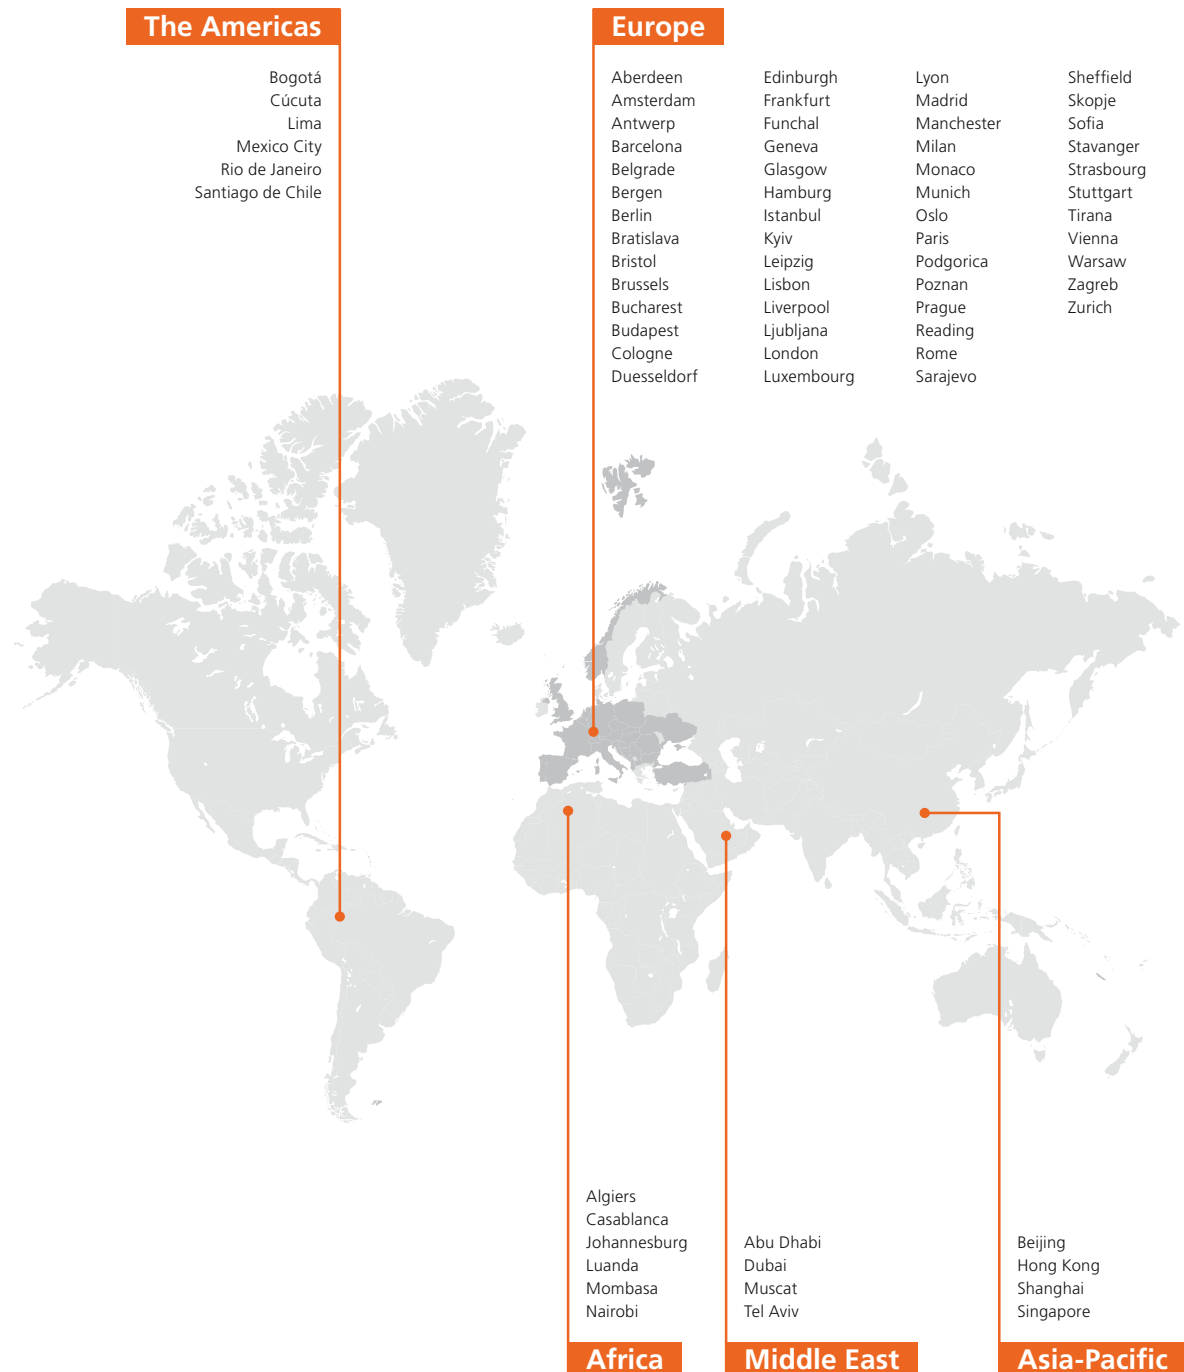 The Americas
Bogotá
Cúcuta
Lima
Mexico City
Rio de Janeiro
Santiago de Chile
Europe
Aberdeen
Amsterdam
Antwerp
Barcelona
Belgrade
Bergen
Berlin
Bratislava
Bristol
Brussels
Bucharest
Budapest
Cologne
Duesseldorf
Edinburgh
Frankfurt
Funchal
Geneva
Glasgow
Hamburg
Istanbul
Kyiv
Leipzig
Lisbon
Liverpool
Ljubljana
London
Luxembourg
Lyon
Madrid
Manchester
Milan
Monaco
Munich
Oslo
Paris
Podgorica
Poznan
Prague
Reading
Rome
Sarajevo
Sheffield
Skopje
Sofia
Stavanger
Strasbourg
Stuttgart
Tirana
Vienna
Warsaw
Zagreb
Zurich
Algiers
Casablanca
Johannesburg
Luanda
Mombasa
Nairobi
Africa
Abu Dhabi
Dubai
Muscat
Tel Aviv
Middle East
Beijing
Hong Kong
Shanghai
Singapore
Asia-Pacific